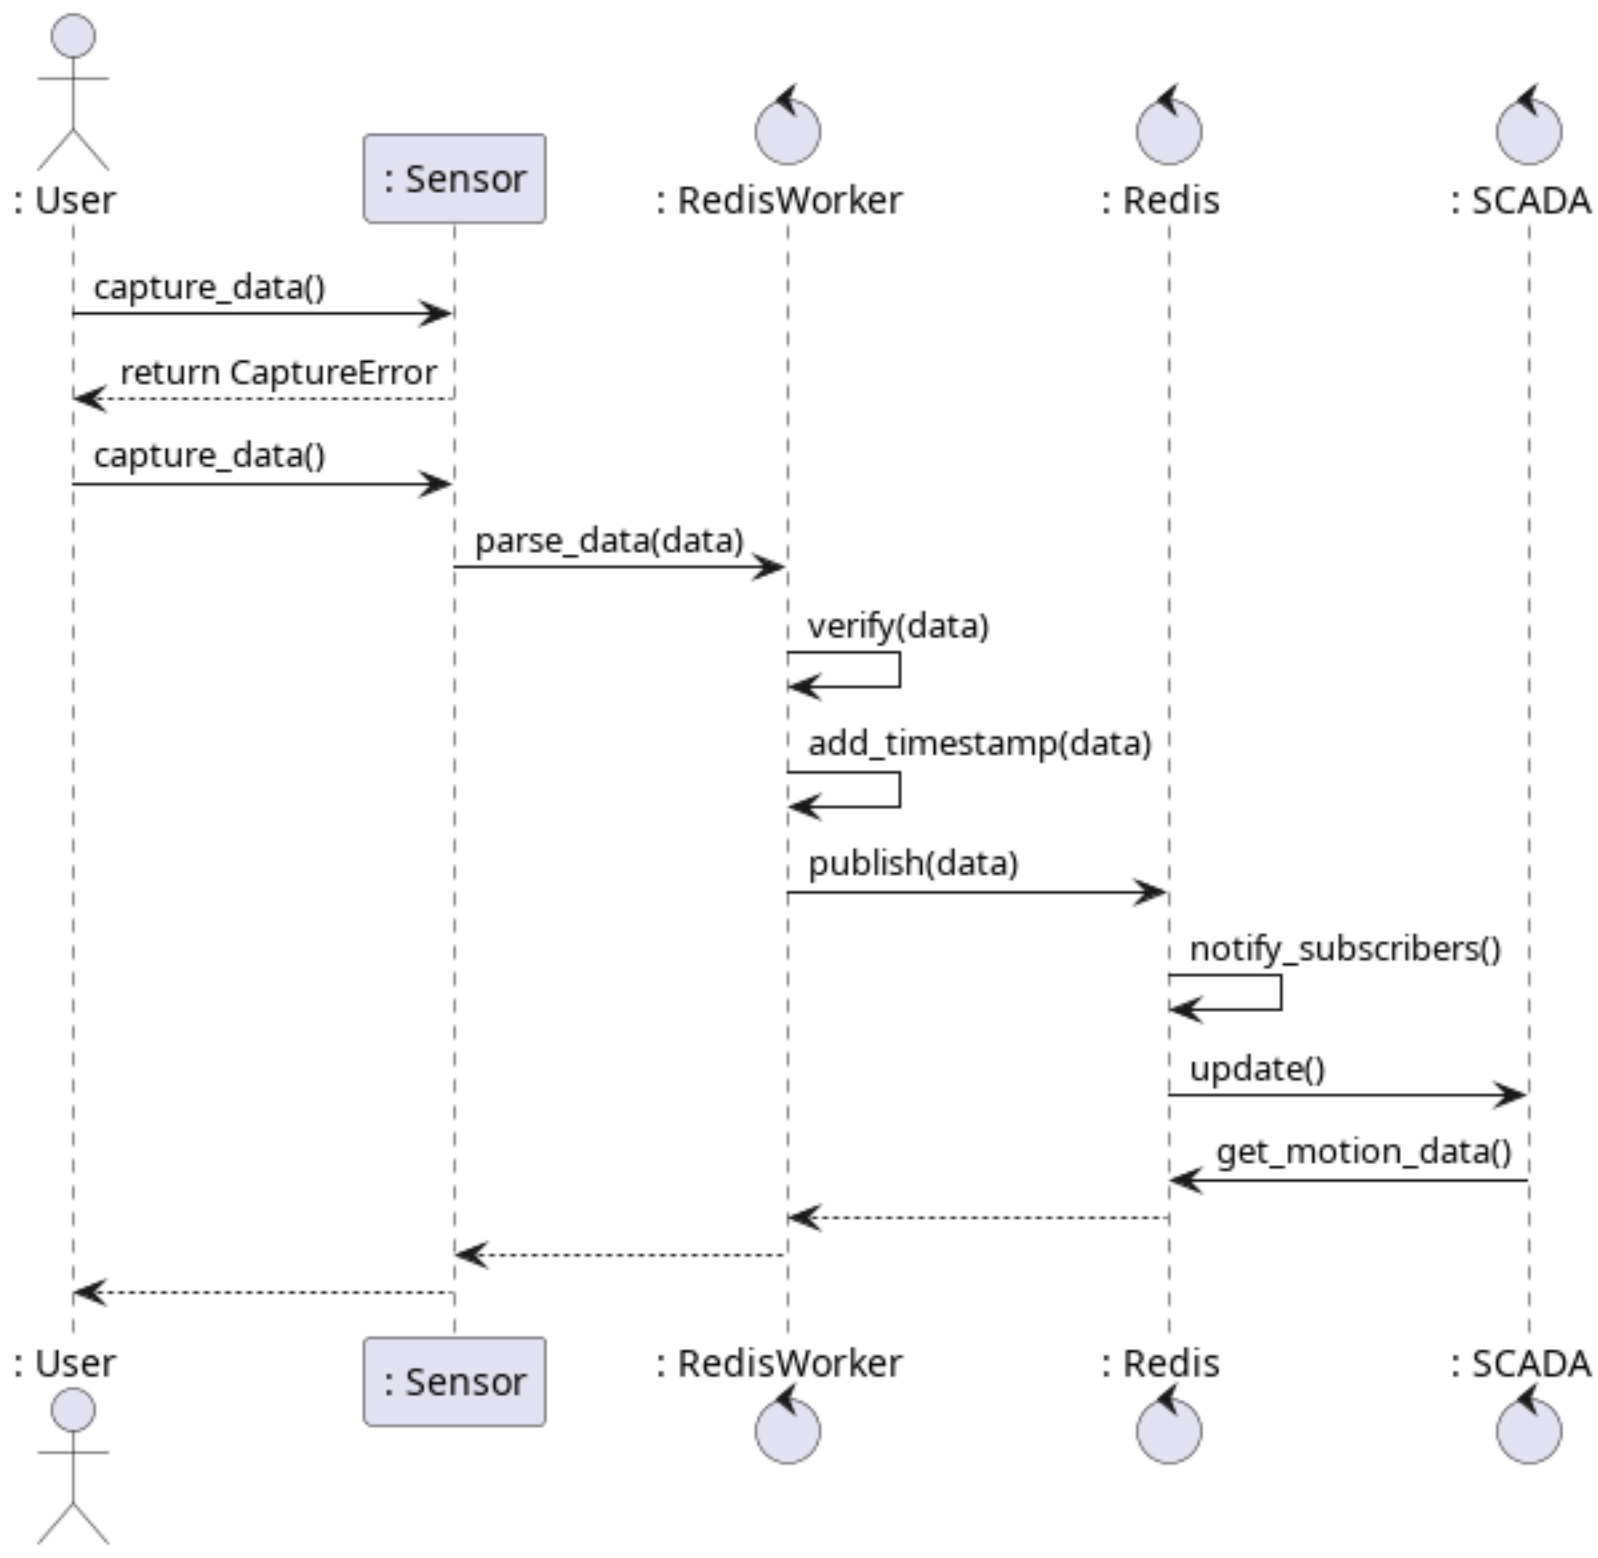 : User
: Sensor
: RedisWorker
: Redis
: SCADA
capture_data()
return CaptureError
capture_data()
parse_data(data)
verify(data)
add_timestamp(data)
publish(data)
notify_subscribers()
update()
get_motion_data()
: User
: Sensor
: RedisWorker
: Redis
: SCADA